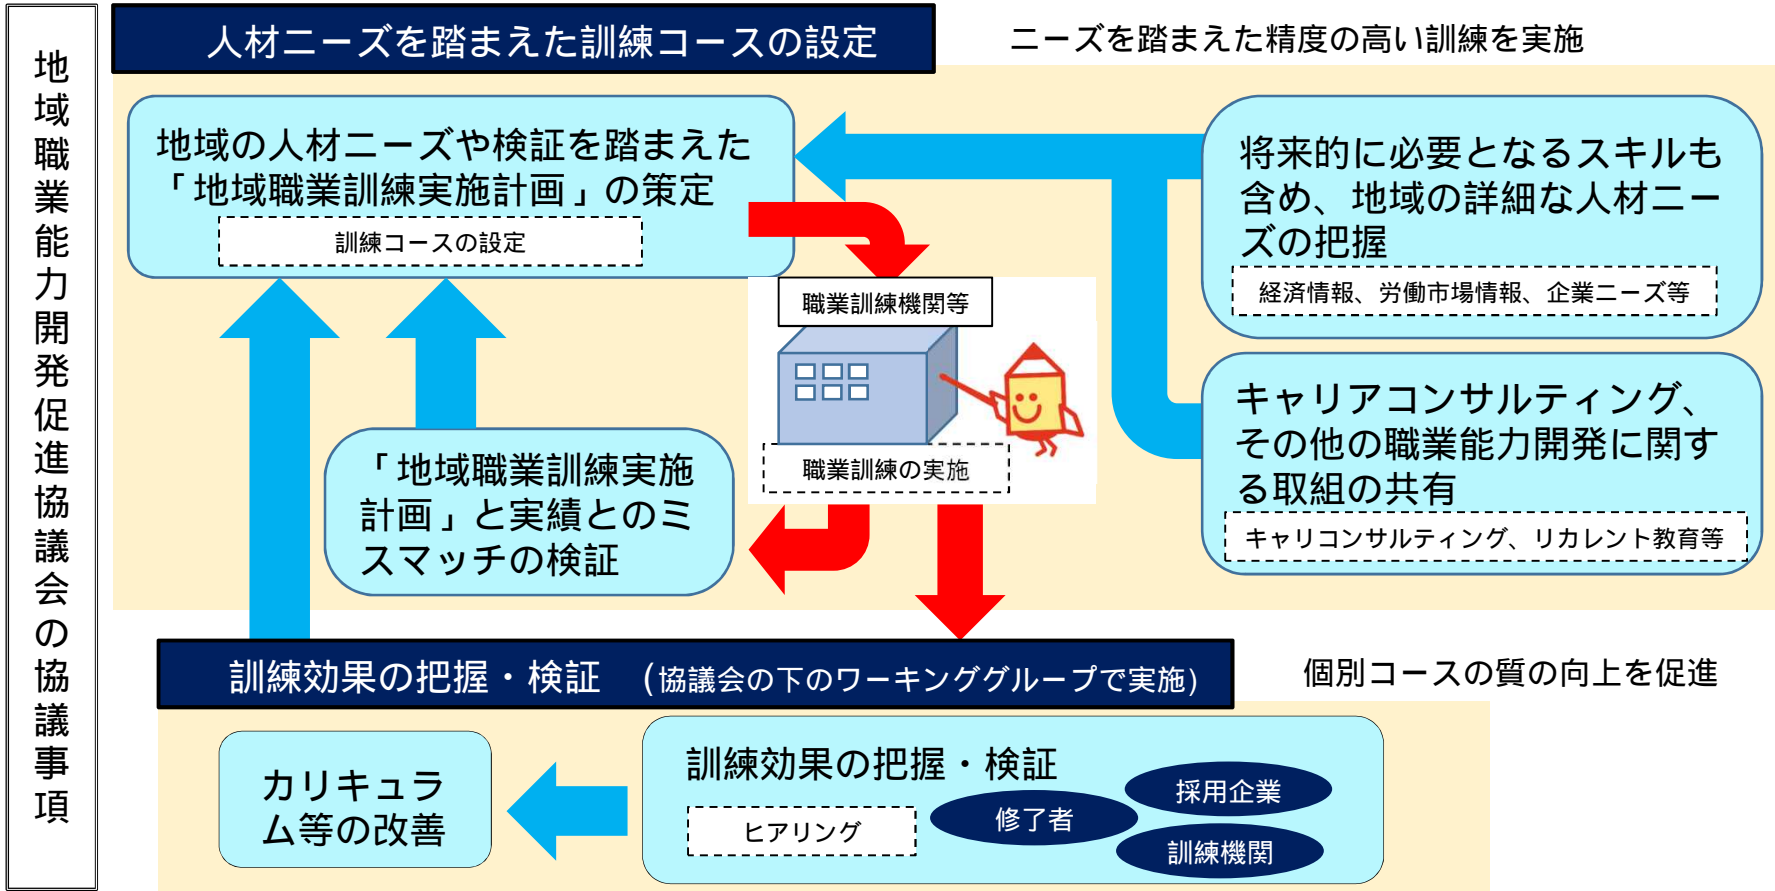 地域職業能力開発促進協議会の協議事項
人材ニーズを踏まえた訓練コースの設定
ニーズを踏まえた精度の高い訓練を実施
地域の人材ニーズや検証を踏まえた
「地域職業訓練実施計画」の策定
訓練コースの設定
将来的に必要となるスキルも
含め、地域の詳細な人材ニー
ズの把握
経済情報、労働市場情報、企業ニーズ等
職業訓練機関等
職業訓練の実施
キャリアコンサルティング、
その他の職業能力開発に関す
る取組の共有
キャリコンサルティング、リカレント教育等
「地域職業訓練実施
計画」と実績とのミ
スマッチの検証
訓練効果の把握・検証 (協議会の下のワーキンググループで実施)
個別コースの質の向上を促進
カリキュラ
ム等の改善
訓練効果の把握・検証
ヒアリング
修了者
採用企業
訓練機関